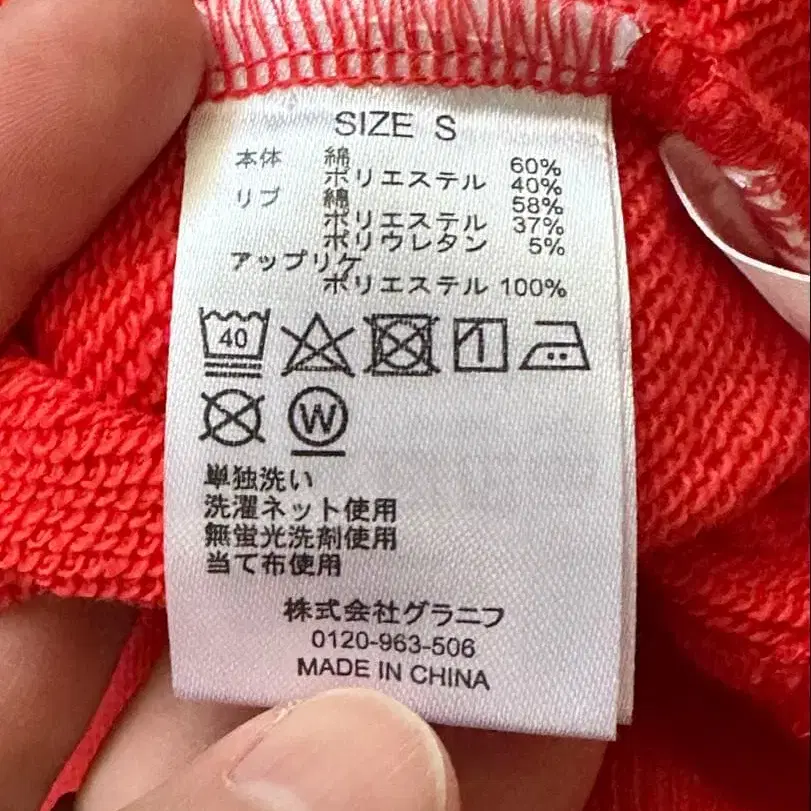 SIZE S
本体 綿 60%
ポリエステル 40%
リブ 綿 58%
ポリエステル 37%
ポリウレタン 5%
アップリケ
ポリエステル 100%
40
W
単独洗い
洗濯ネット使用
無蛍光洗剤使用
当て布使用
株式会社グラニフ
0120-963-506
MADE IN CHINA